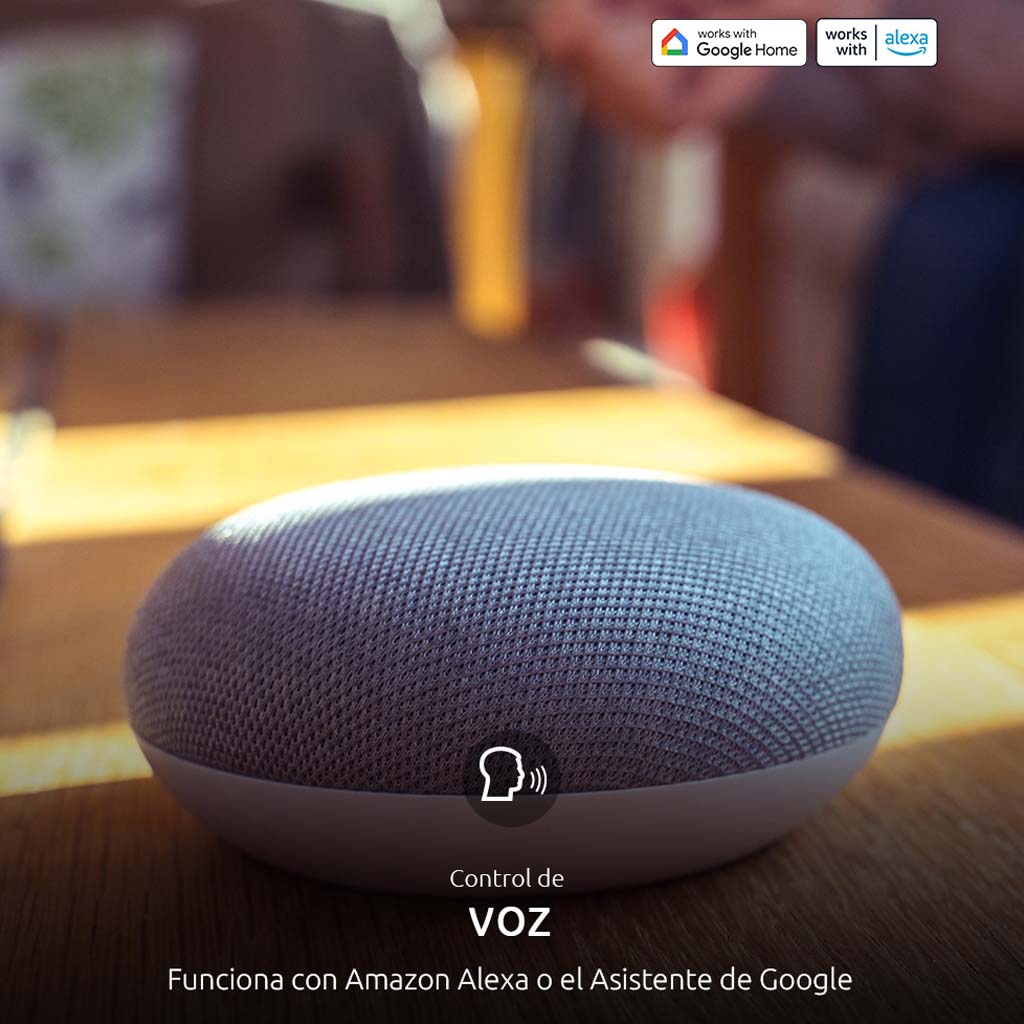 works with
Google Home
works
with
alexa
Control de
VOZ
Funciona con Amazon Alexa o el Asistente de Google